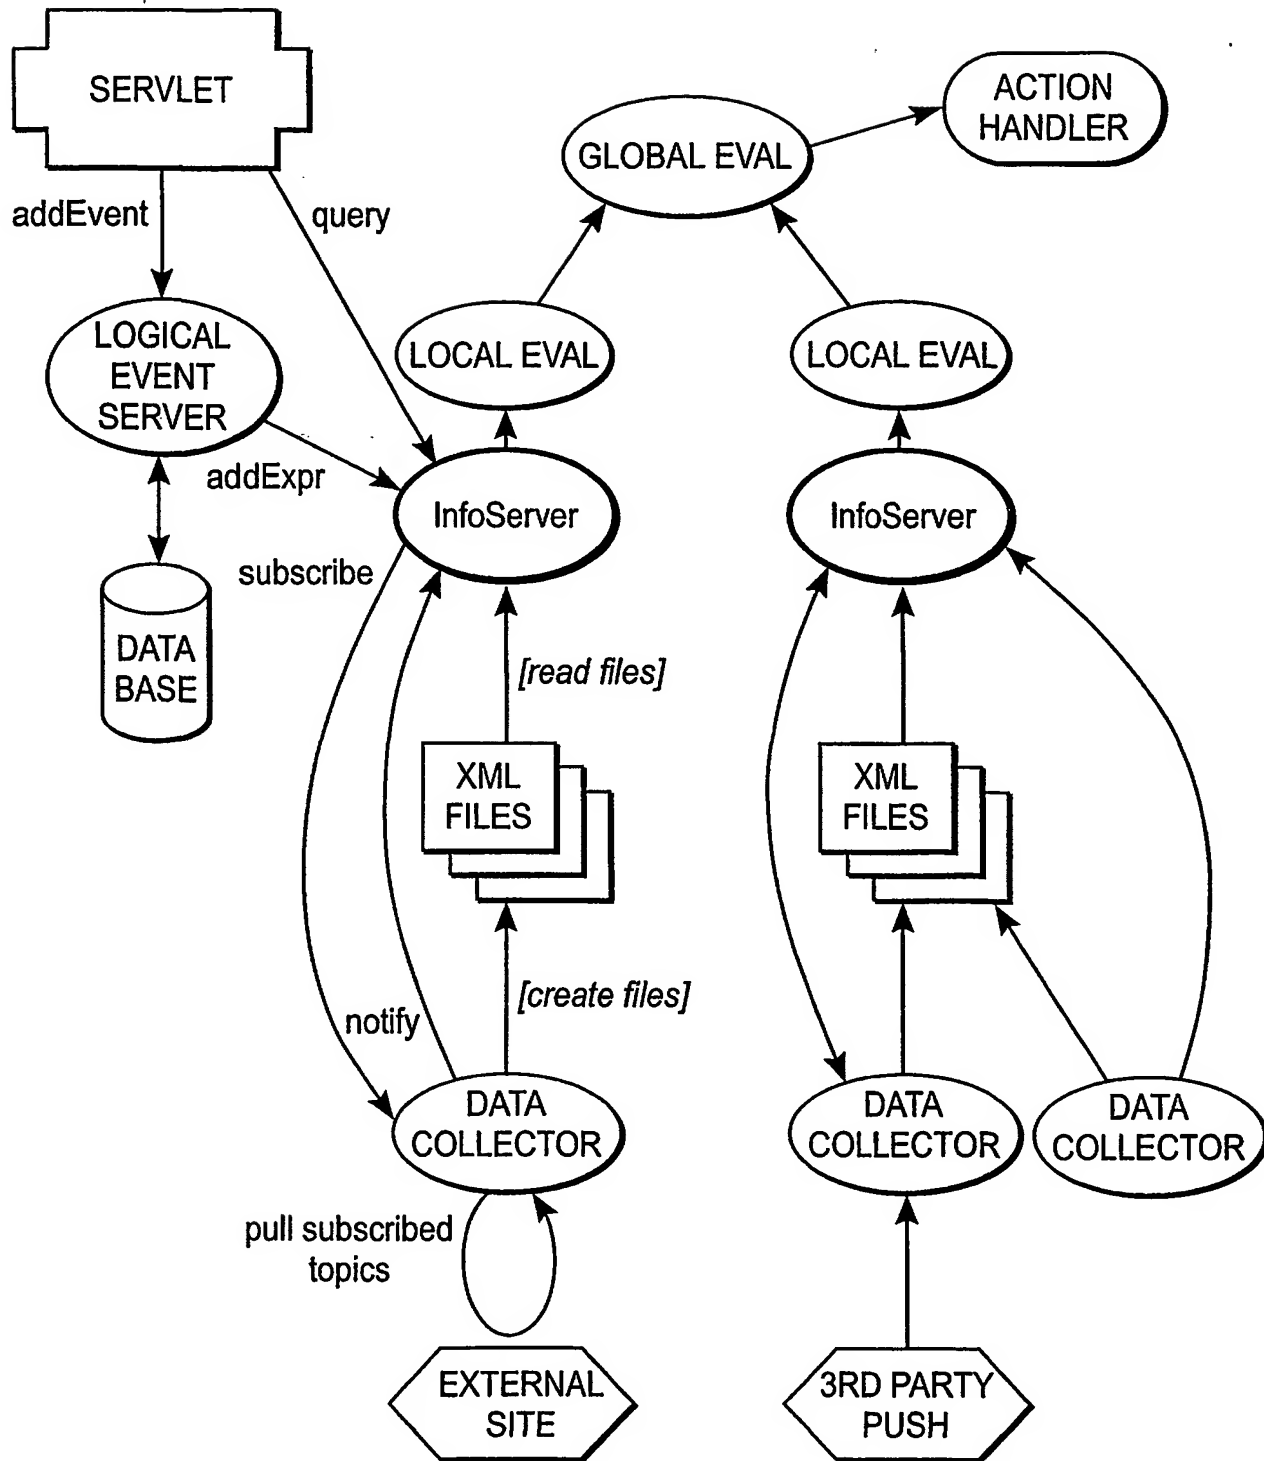 SERVLET
ACTION
HANDLER
GLOBAL EVAL
addEvent
query
LOGICAL
EVENT
SERVER
LOCAL EVAL
LOCAL EVAL
addExpr
InfoServer
InfoServer
subscribe
DATA
BASE
[read files]
XML
FILES
XML
FILES
[create files]
notify
DATA
COLLECTOR
DATA
COLLECTOR
DATA
COLLECTOR
pull subscribed
topics
EXTERNAL
SITE
3RD PARTY
PUSH